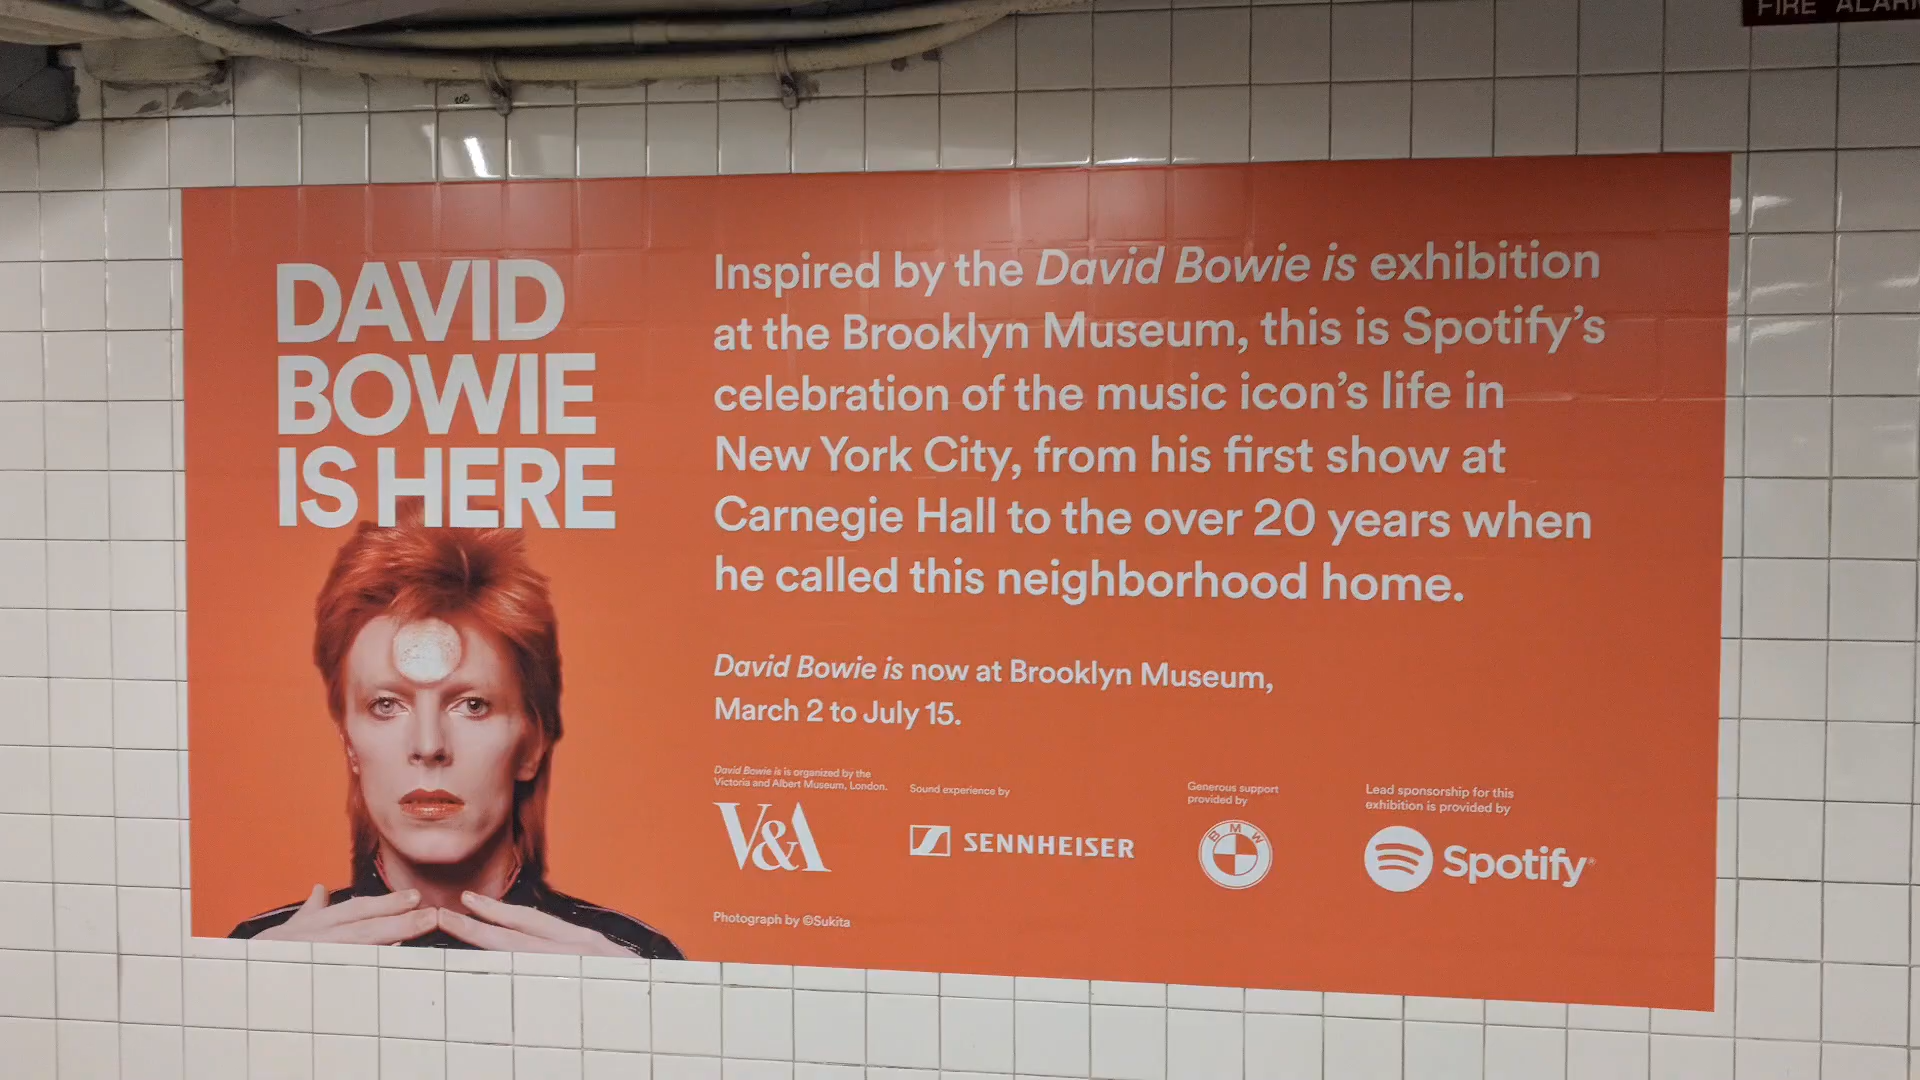 FIRE ALARM
DAVID
BOWIE
IS HERE
Inspired by the David Bowie is exhibition
at the Brooklyn Museum, this is Spotify's
celebration of the music icon's life in
New York City, from his first show at
Carnegie Hall to the over 20 years when
he called this neighborhood home.
David Bowie is now at Brooklyn Museum,
March 2 to July 15.
David Bowie is is organized by the
Victoria and Albert Museum, London.
V&A
Sound experience by
SENNHEISER
Generous support
provided by
BMW
Lead sponsorship for this
exhibition is provided by
Spotify®
Photograph by ©Sukita